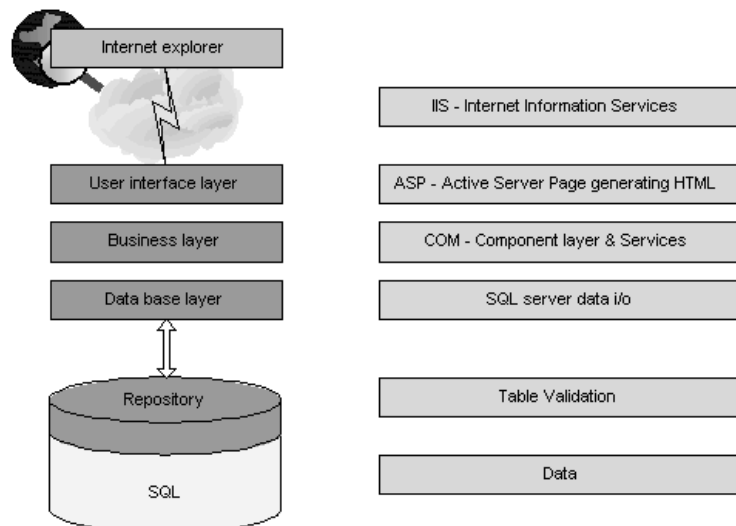 Internet explorer
IIS - Internet Information Services
User interface layer
ASP - Active Server Page generating HTML
Business layer
COM - Component layer & Services
Data base layer
SQL server data i/o
Repository
Table Validation
SQL
Data